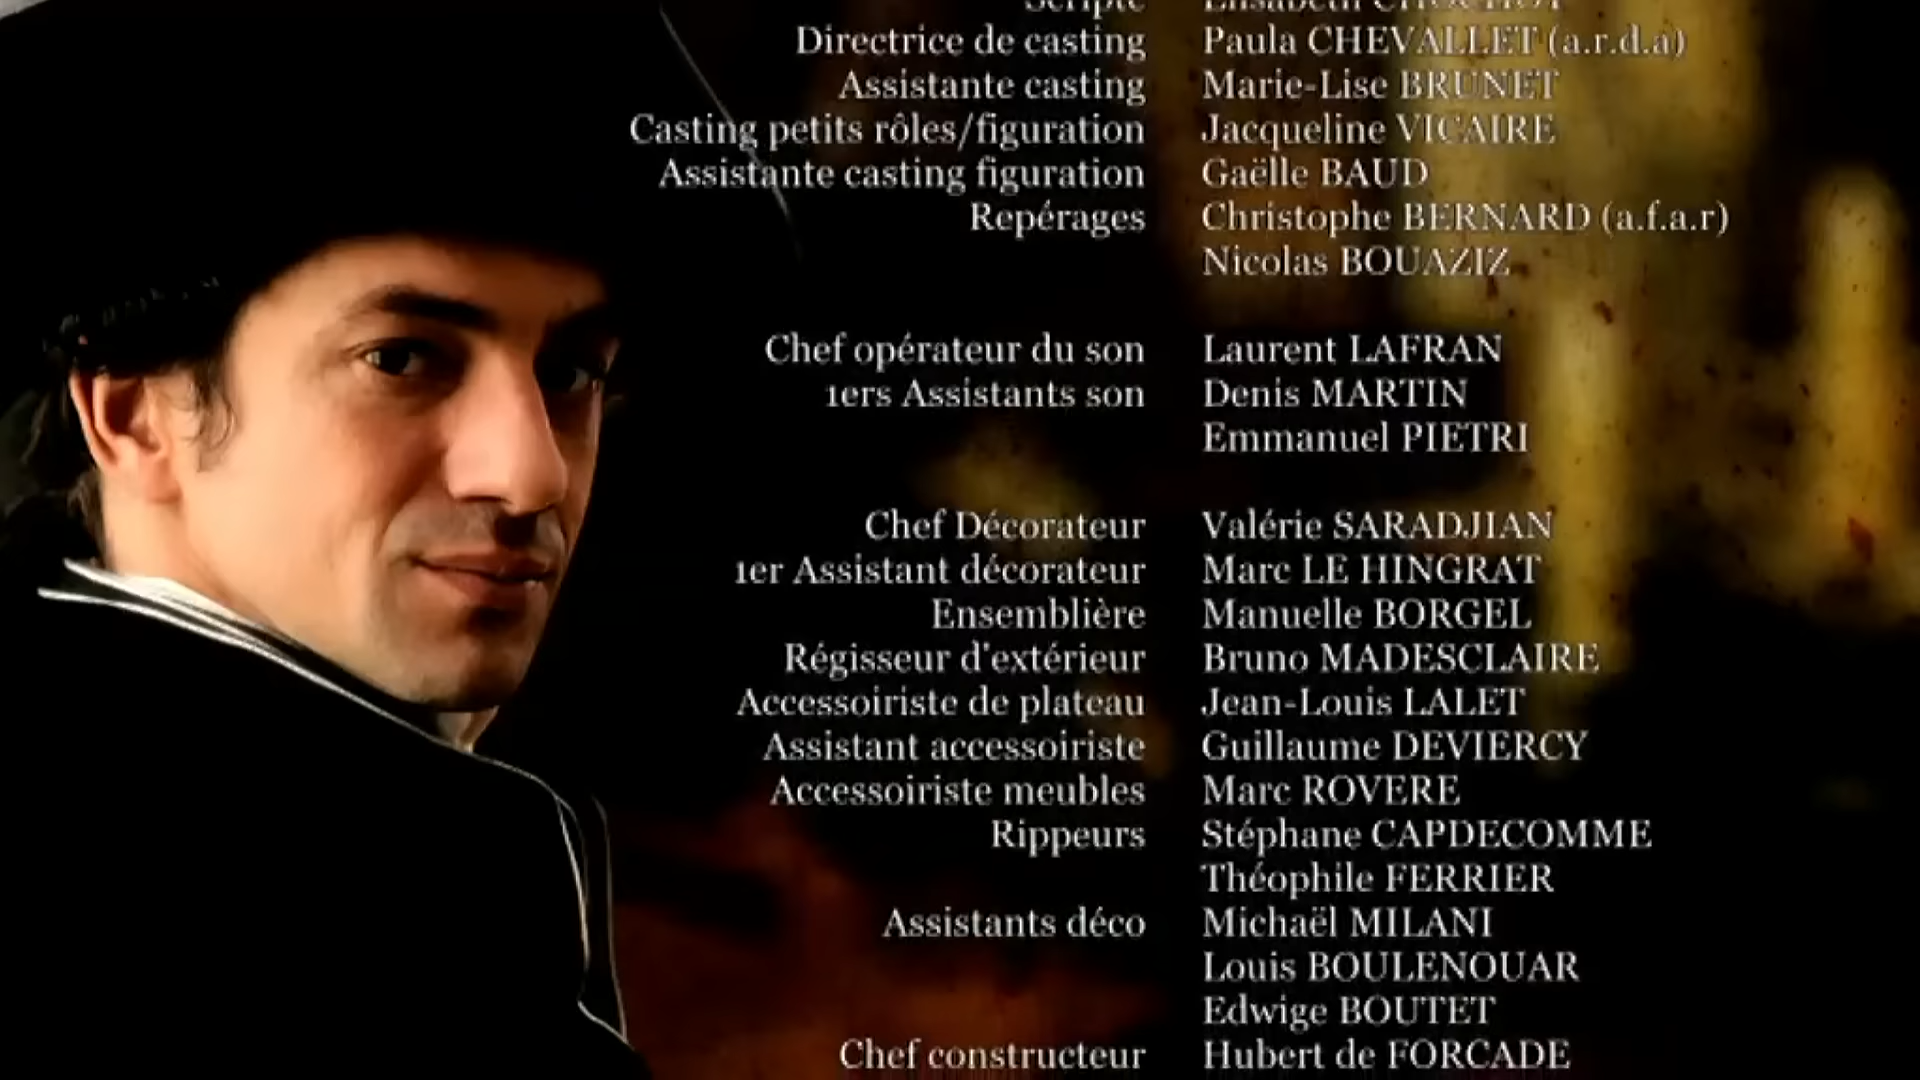 Scripte
Directrice de casting Paula CHEVALLET (a.r.d.a)
Assistante casting Marie-Lise BRUNET
Casting petits rôles/figuration Jacqueline VICAIRE
Assistante casting figuration Gaëlle BAUD
Repérages Christophe BERNARD (a.f.a.r)
Nicolas BOUAZIZ
Chef opérateur du son Laurent LAFRAN
1ers Assistants son Denis MARTIN
Emmanuel PIETRI
Chef Décorateur Valérie SARADJIAN
1er Assistant décorateur Marc LE HINGRAT
Ensemblière Manuelle BORGEL
Régisseur d'extérieur Bruno MADESCLAIRE
Accessoiriste de plateau Jean-Louis LALET
Assistant accessoiriste Guillaume DEVIERCY
Accessoiriste meubles Marc ROVERE
Rippeurs Stéphane CAPDECOMME
Théophile FERRIER
Assistants déco Michaël MILANI
Louis BOULENOUAR
Edwige BOUTET
Chef constructeur Hubert de FORCADE